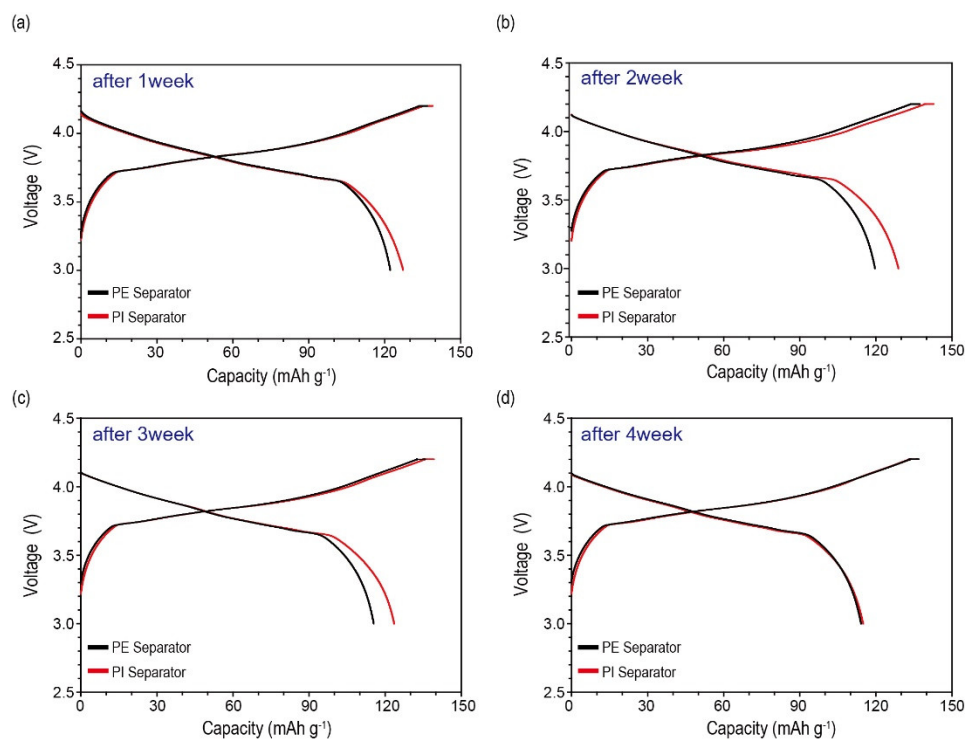 (a)
after 1week
4.5
4.0
3.5
3.0
2.5
Voltage (V)
PE Separator
PI Separator
0 30 60 90 120 150
Capacity (mAh g⁻¹)
(b)
after 2week
4.5
4.0
3.5
3.0
2.5
Voltage (V)
PE Separator
PI Separator
0 30 60 90 120 150
Capacity (mAh g⁻¹)
(c)
after 3week
4.5
4.0
3.5
3.0
2.5
Voltage (V)
PE Separator
PI Separator
0 30 60 90 120 150
Capacity (mAh g⁻¹)
(d)
after 4week
4.5
4.0
3.5
3.0
2.5
Voltage (V)
PE Separator
PI Separator
0 30 60 90 120 150
Capacity (mAh g⁻¹)